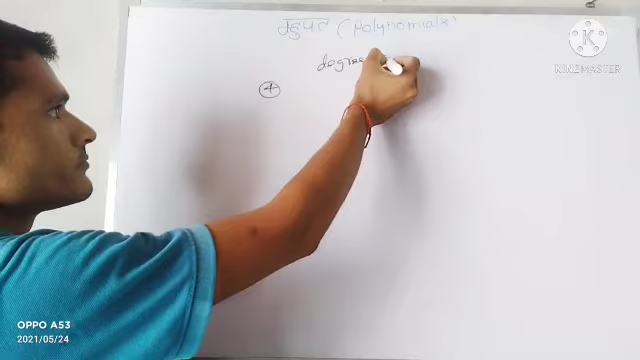 बहुपद (Polynomials)
degree
④
KINEMASTER
OPPO A53
2021/05/24